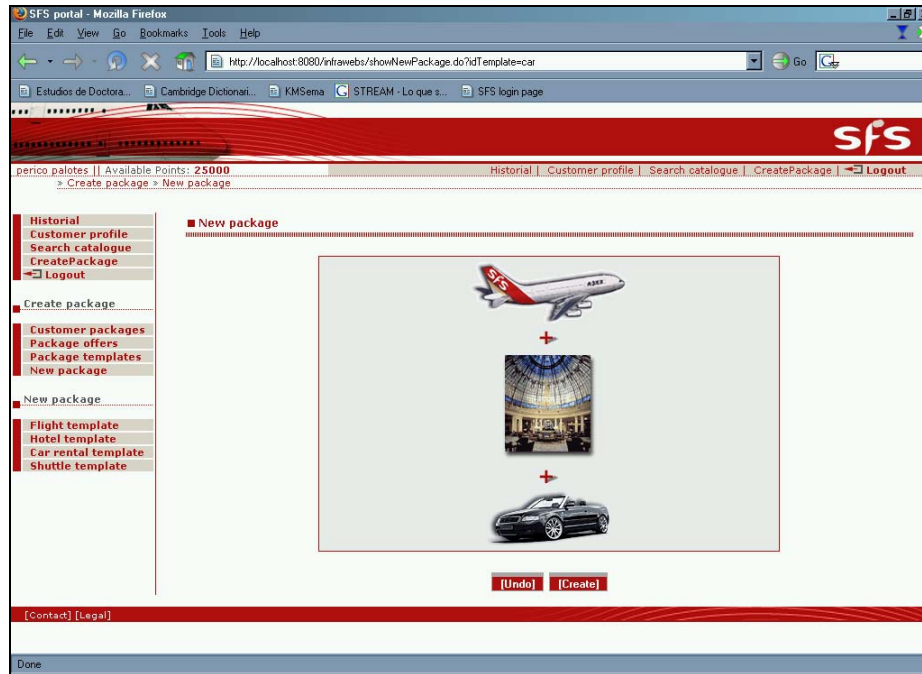 SFS portal - Mozilla Firefox
File Edit View Go Bookmarks Tools Help
http://localhost:8080/infrawebs/showNewPackage.do?idTemplate=car
Go
G
Estudios de Doctora... Cambridge Dictionari... KMSema STREAM - Lo que s... SFS login page
sfs
perico palotes || Available Points: 25000 Historial | Customer profile | Search catalogue | CreatePackage | Logout
» Create package » New package
Historial
Customer profile
Search catalogue
CreatePackage
Logout
Create package
Customer packages
Package offers
Package templates
New package
New package
Flight template
Hotel template
Car rental template
Shuttle template
New package
SFS
A3XX
[Undo] [Create]
[Contact] [Legal]
Done